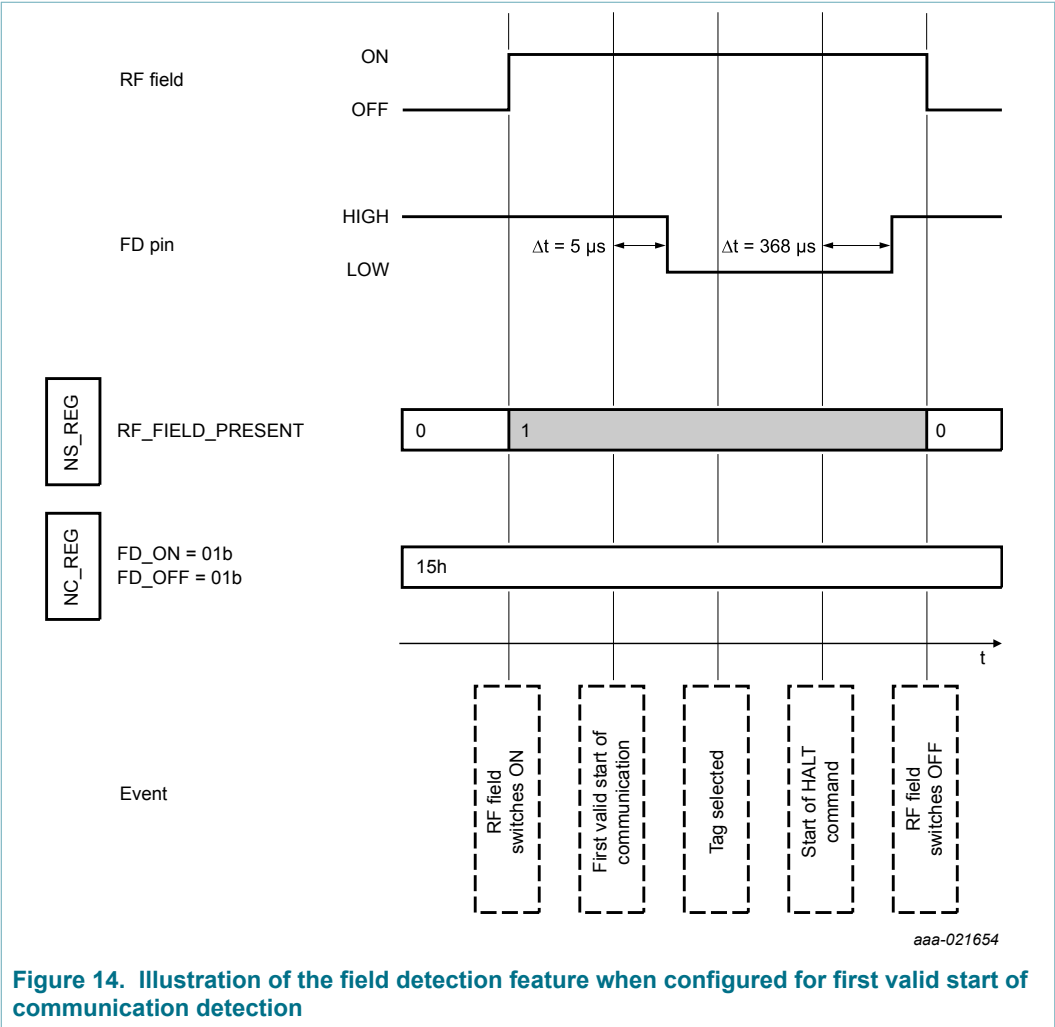 RF field
ON
OFF
FD pin
HIGH
LOW
Δt = 5 μs
Δt = 368 μs
NS_REG
RF_FIELD_PRESENT
0
1
0
NC_REG
FD_ON = 01b
FD_OFF = 01b
15h
t
Event
RF field
switches ON
First valid start of
communication
Tag selected
Start of HALT
command
RF field
switches OFF
aaa-021654
Figure 14. Illustration of the field detection feature when configured for first valid start of
communication detection